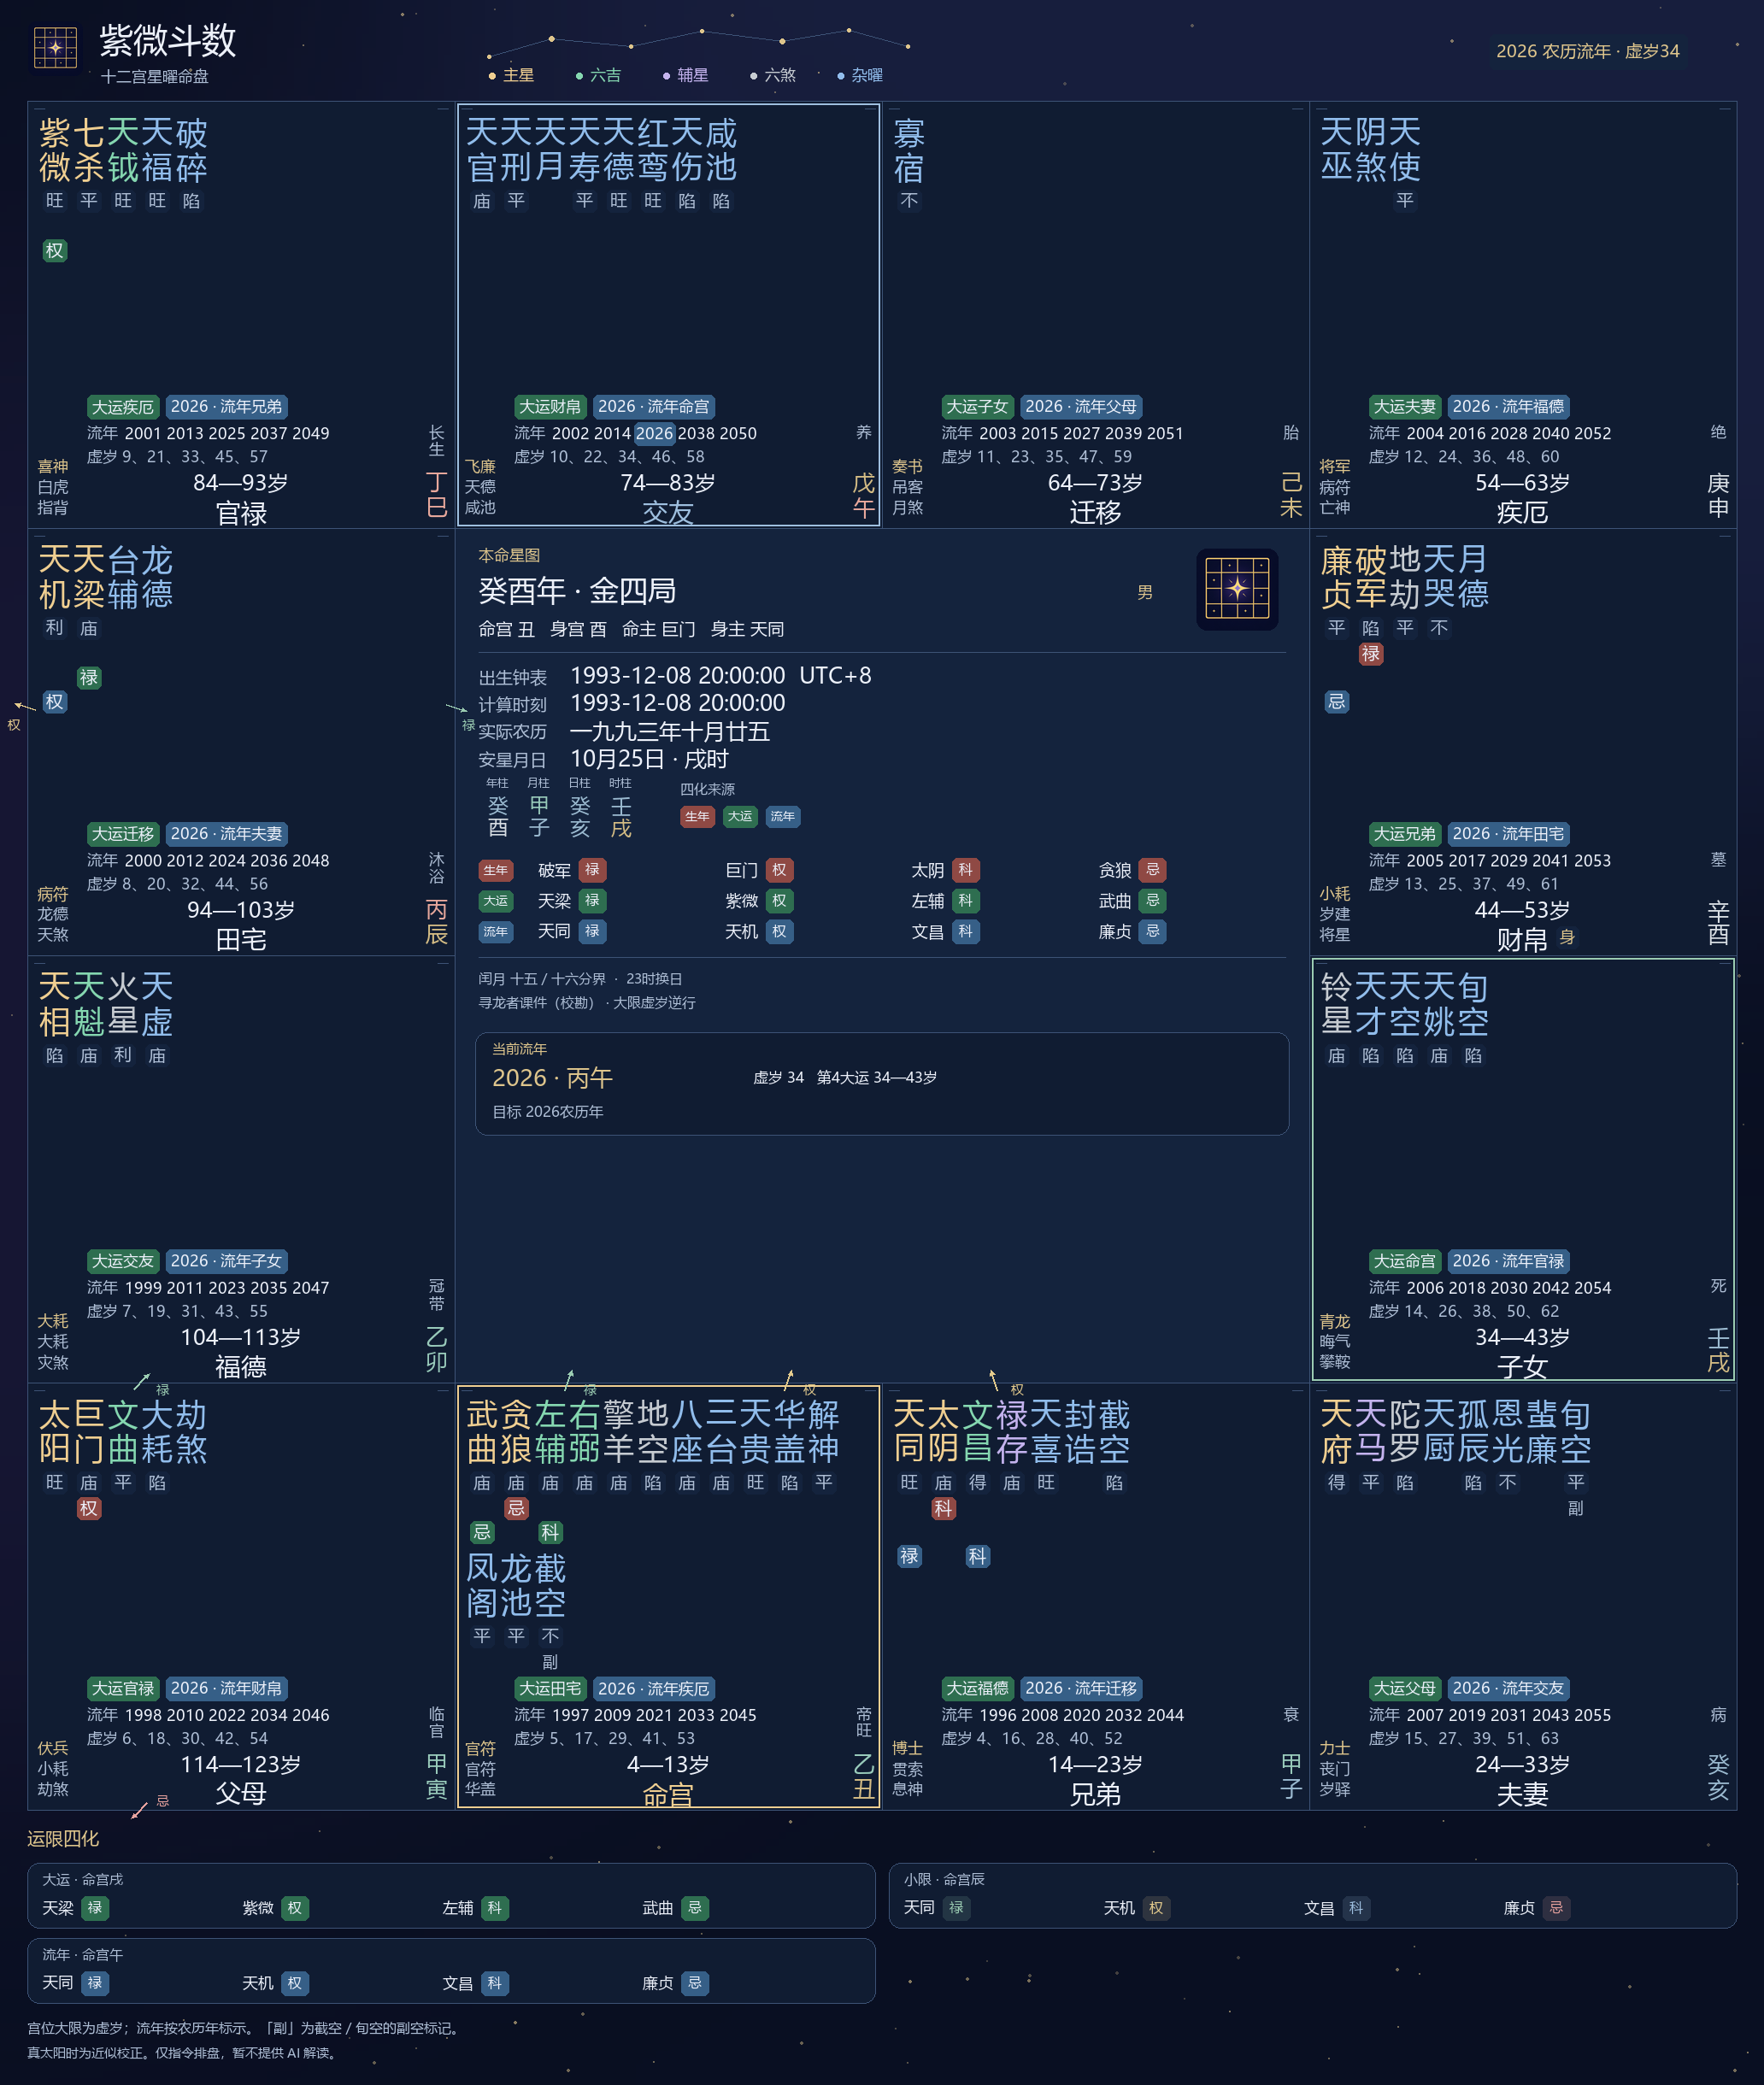 紫微斗数
十二宫星曜命盘
主星 六吉 辅星 六煞 杂曜
2026 农历流年 · 虚岁34
紫微 七杀 天钺 天福 破碎
旺 平 旺 旺 陷
权
大运疾厄 2026 · 流年兄弟
流年 2001 2013 2025 2037 2049
虚岁 9、21、33、45、57
长生
喜神
白虎
指背
84—93岁
官禄
丁巳
天官 天刑 天月 天寿 天德 红鸾 天伤 咸池
庙 平 平 旺 旺 陷 陷
大运财帛 2026 · 流年命宫
流年 2002 2014 2026 2038 2050
虚岁 10、22、34、46、58
养
飞廉
天德
咸池
74—83岁
交友
戊午
寡宿
不
大运子女 2026 · 流年父母
流年 2003 2015 2027 2039 2051
虚岁 11、23、35、47、59
胎
奏书
吊客
月煞
64—73岁
迁移
己未
天巫 阴煞 天使
平
大运夫妻 2026 · 流年福德
流年 2004 2016 2028 2040 2052
虚岁 12、24、36、48、60
绝
将军
病符
亡神
54—63岁
疾厄
庚申
天机 天梁 台辅 龙德
利 庙
禄
权
权
禄
大运迁移 2026 · 流年夫妻
流年 2000 2012 2024 2036 2048
虚岁 8、20、32、44、56
沐浴
病符
龙德
天煞
94—103岁
田宅
丙辰
本命星图
癸酉年 · 金四局
男
命宫 丑 身宫 酉 命主 巨门 身主 天同
出生钟表 1993-12-08 20:00:00 UTC+8
计算时刻 1993-12-08 20:00:00
实际农历 一九九三年十月廿五
安星月日 10月25日 · 戌时
年柱 月柱 日柱 时柱
癸酉 甲子 癸亥 壬戌
四化来源
生年 大运 流年
生年 破军 禄 巨门 权 太阴 科 贪狼 忌
大运 天梁 禄 紫微 权 左辅 科 武曲 忌
流年 天同 禄 天机 权 文昌 科 廉贞 忌
闰月 十五 / 十六分界 · 23时换日
寻龙者课件（校勘）· 大限虚岁逆行
当前流年
2026 · 丙午
虚岁 34 第4大运 34—43岁
目标 2026农历年
廉贞 破军 地劫 天哭 月德
平 陷 平 不
禄
忌
大运兄弟 2026 · 流年田宅
流年 2005 2017 2029 2041 2053
虚岁 13、25、37、49、61
墓
小耗
岁建
将星
44—53岁
财帛 身
辛酉
天相 天魁 火星 天虚
陷 庙 利 庙
大运交友 2026 · 流年子女
流年 1999 2011 2023 2035 2047
虚岁 7、19、31、43、55
冠带
大耗
大耗
灾煞
104—113岁
福德
乙卯
铃星 天才 天空 天姚 旬空
庙 陷 陷 庙 陷
大运命宫 2026 · 流年官禄
流年 2006 2018 2030 2042 2054
虚岁 14、26、38、50、62
死
青龙
晦气
攀鞍
34—43岁
子女
壬戌
禄
禄
权
权
太阳 巨门 文曲 大耗 劫煞
旺 庙 平 陷
权
大运官禄 2026 · 流年财帛
流年 1998 2010 2022 2034 2046
虚岁 6、18、30、42、54
临官
伏兵
小耗
劫煞
114—123岁
父母
甲寅
忌
武曲 贪狼 左辅 右弼 擎羊 地空 八座 三台 天贵 华盖 解神
庙 庙 庙 庙 庙 陷 庙 庙 旺 陷 平
忌
忌 科
凤阁 龙池 截空
平 平 不
副
大运田宅 2026 · 流年疾厄
流年 1997 2009 2021 2033 2045
虚岁 5、17、29、41、53
帝旺
官符
官符
华盖
4—13岁
命宫
乙丑
天同 太阴 文昌 禄存 天喜 封诰 截空
旺 庙 得 庙 旺 陷
科
禄 科
大运福德 2026 · 流年迁移
流年 1996 2008 2020 2032 2044
虚岁 4、16、28、40、52
衰
博士
贯索
息神
14—23岁
兄弟
甲子
天府 天马 陀罗 天厨 孤辰 恩光 蜚廉 旬空
得 平 陷 陷 不 平
副
大运父母 2026 · 流年交友
流年 2007 2019 2031 2043 2055
虚岁 15、27、39、51、63
病
力士
丧门
岁驿
24—33岁
夫妻
癸亥
运限四化
大运 · 命宫戌
天梁 禄 紫微 权 左辅 科 武曲 忌
小限 · 命宫辰
天同 禄 天机 权 文昌 科 廉贞 忌
流年 · 命宫午
天同 禄 天机 权 文昌 科 廉贞 忌
宫位大限为虚岁；流年按农历年标示。「副」为截空 / 旬空的副空标记。
真太阳时为近似校正。仅指令排盘，暂不提供 AI 解读。